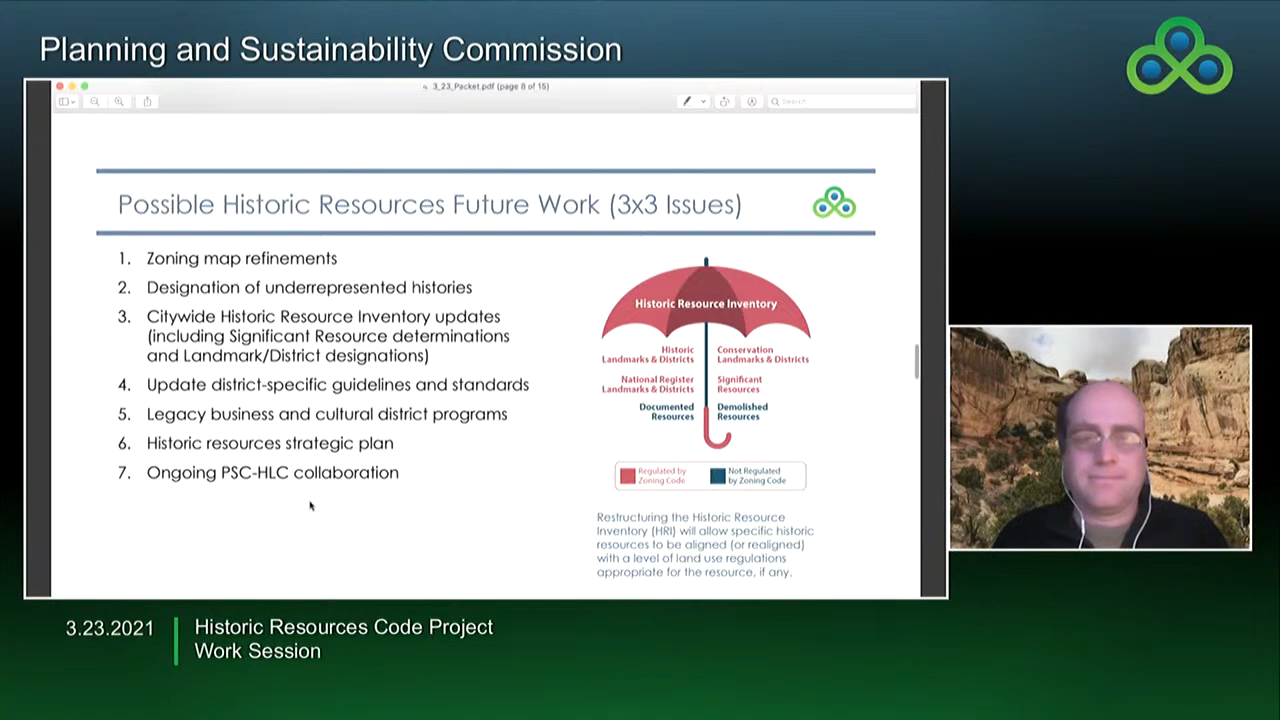 Planning and Sustainability Commission
3_23_Packet.pdf (page 8 of 15)
Search
Possible Historic Resources Future Work (3x3 Issues)
1. Zoning map refinements
2. Designation of underrepresented histories
3. Citywide Historic Resource Inventory updates
(including Significant Resource determinations
and Landmark/District designations)
4. Update district-specific guidelines and standards
5. Legacy business and cultural district programs
6. Historic resources strategic plan
7. Ongoing PSC-HLC collaboration
Historic Resource Inventory
Historic
Landmarks & Districts
Conservation
Landmarks & Districts
National Register
Landmarks & Districts
Significant
Resources
Documented
Resources
Demolished
Resources
Regulated by
Zoning Code
Not Regulated
by Zoning Code
Restructuring the Historic Resource
Inventory (HRI) will allow specific historic
resources to be aligned (or realigned)
with a level of land use regulations
appropriate for the resource, if any.
3.23.2021
Historic Resources Code Project
Work Session